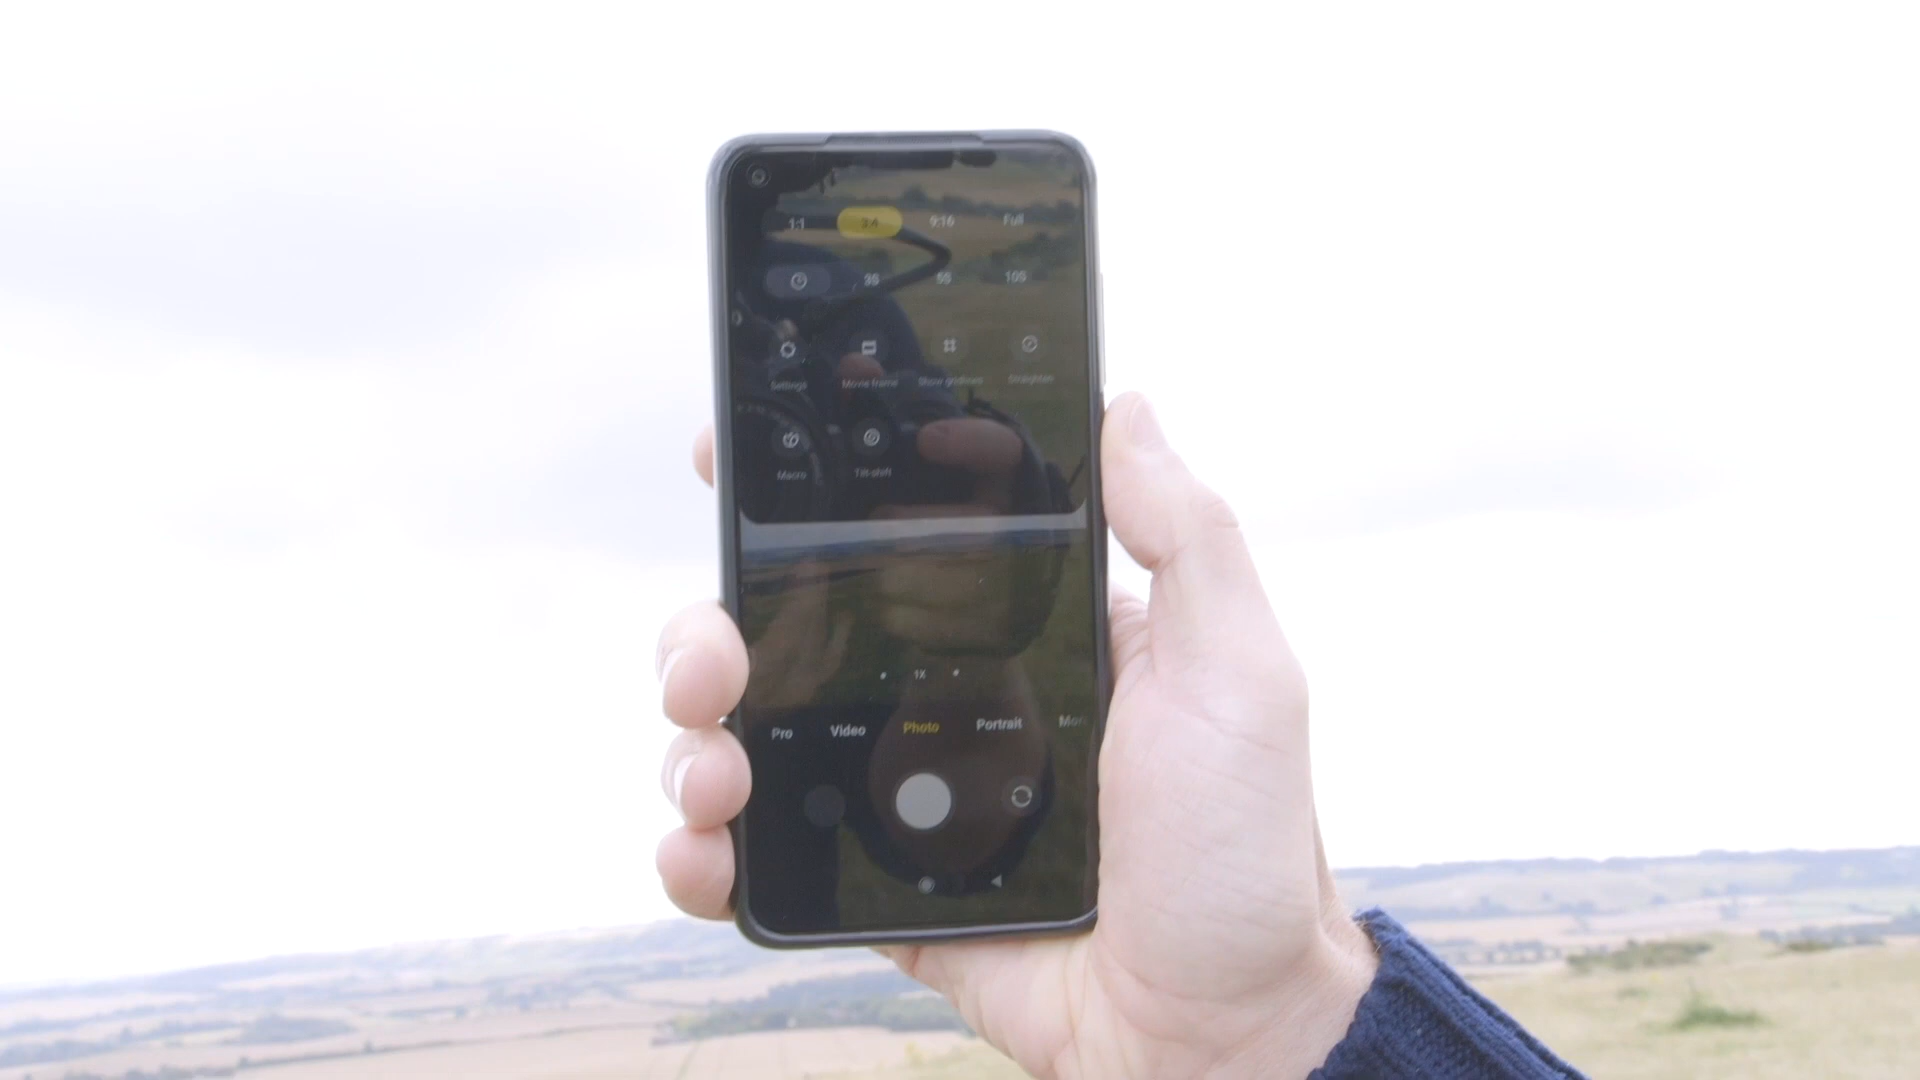 1:1 3:4 9:16 Full
3S 5S 10S
Settings Movie frame Show gridlines Straighten
Macro Tilt-shift
1X
Pro Video Photo Portrait Mor